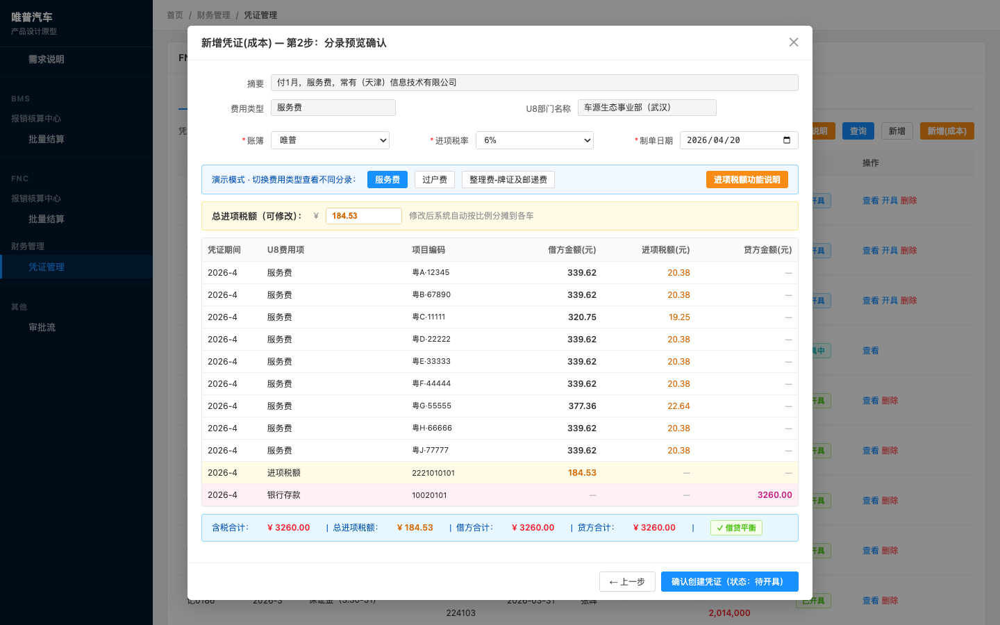 唯普汽车
产品设计原型
需求说明
BMS
报销核算中心
批量结算
FNC
报销核算中心
批量结算
财务管理
凭证管理
其他
审批流
首页 / 财务管理 / 凭证管理
新增凭证(成本) — 第2步：分录预览确认
摘要 付1月，服务费，常有（天津）信息技术有限公司
费用类型 服务费 U8部门名称 车源生态事业部（武汉）
* 账簿 唯普 * 进项税率 6% * 制单日期 2026/04/20
演示模式 · 切换费用类型查看不同分录： 服务费 过户费 整理费-牌证及邮递费 进项税额功能说明
总进项税额（可修改）： ¥ 184.53 修改后系统自动按比例分摊到各车
凭证期间 U8费用项 项目编码 借方金额(元) 进项税额(元) 贷方金额(元)
2026-4 服务费 粤A·12345 339.62 20.38 —
2026-4 服务费 粤B·67890 339.62 20.38 —
2026-4 服务费 粤C·11111 320.75 19.25 —
2026-4 服务费 粤D·22222 339.62 20.38 —
2026-4 服务费 粤E·33333 339.62 20.38 —
2026-4 服务费 粤F·44444 339.62 20.38 —
2026-4 服务费 粤G·55555 377.36 22.64 —
2026-4 服务费 粤H·66666 339.62 20.38 —
2026-4 服务费 粤J·77777 339.62 20.38 —
2026-4 进项税额 2221010101 184.53 — —
2026-4 银行存款 10020101 — — 3260.00
含税合计： ¥ 3260.00 | 总进项税额： ¥ 184.53 | 借方合计： ¥ 3260.00 | 贷方合计： ¥ 3260.00 | ✓ 借贷平衡
← 上一步 确认创建凭证（状态：待开具）
说明 查询 新增 新增(成本)
操作
开具 查看 开具 删除
开具 查看 开具 删除
开具 查看 开具 删除
具中 查看
开具 查看 删除
开具 查看 删除
开具 查看 删除
开具 查看 删除
已开具 查看 删除
224103 2,014,000